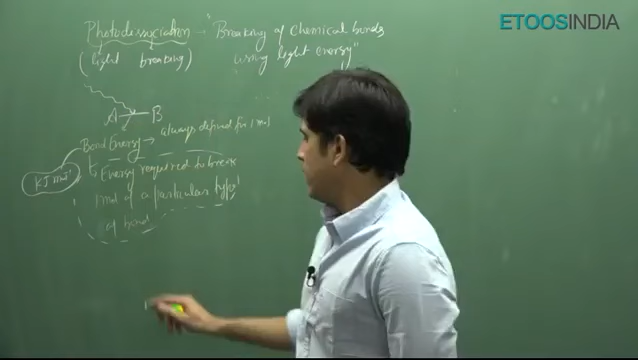 ETOOSINDIA
Photodissociation → "Breaking of chemical bonds
(light breaking) using light energy"
A — B
Bond Energy → always defined for 1 mol
KJ mol⁻¹
Energy required to break
1 mol of a particular type
of bond